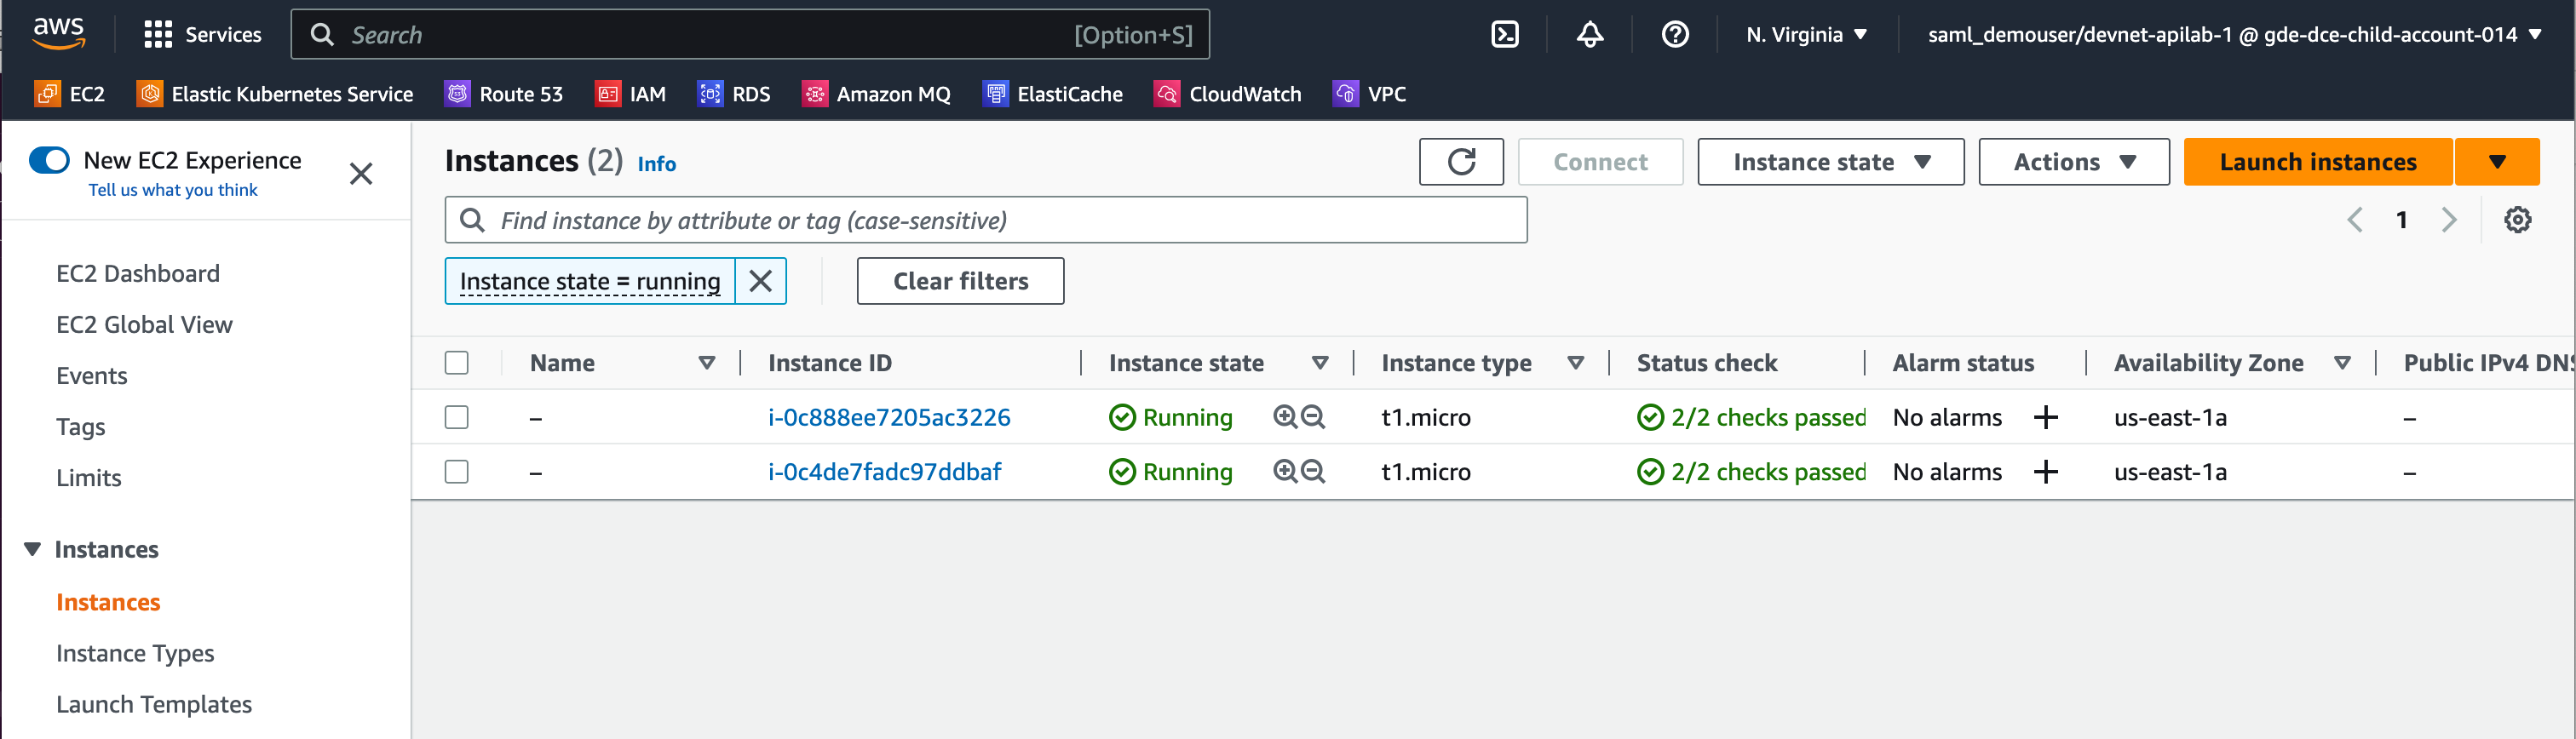 aws Services Search [Option+S] N. Virginia saml_demouser/devnet-apilab-1 @ gde-dce-child-account-014
EC2 Elastic Kubernetes Service Route 53 IAM RDS Amazon MQ ElastiCache CloudWatch VPC
New EC2 Experience
Tell us what you think
EC2 Dashboard
EC2 Global View
Events
Tags
Limits
Instances
Instances
Instance Types
Launch Templates
Instances (2) Info Connect Instance state Actions Launch instances
Find instance by attribute or tag (case-sensitive) 1
Instance state = running Clear filters
Name Instance ID Instance state Instance type Status check Alarm status Availability Zone Public IPv4 DNS
– i-0c888ee7205ac3226 Running t1.micro 2/2 checks passed No alarms + us-east-1a –
– i-0c4de7fadc97ddbaf Running t1.micro 2/2 checks passed No alarms + us-east-1a –